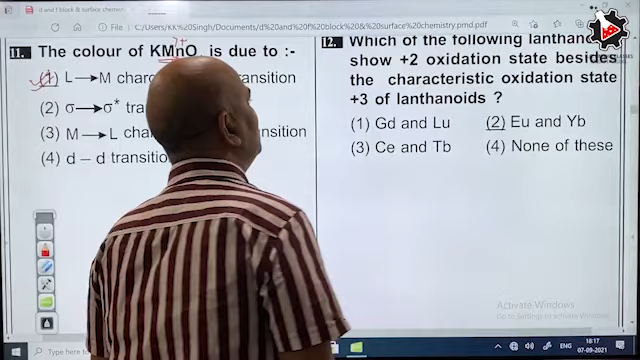 d and f block & surface chemistry
File | C:/Users/KK%20Singh/Documents/d%20and%20f%20block%20&%20surface%20chemistry.pmd.pdf
11. The colour of KMnO is due to :-
7+
(1) L→M char transition
(2) σ→σ* tra
(3) M→L cha nsition
(4) d – d transitio
12. Which of the following lanthano
show +2 oxidation state besides
the characteristic oxidation state
+3 of lanthanoids ?
(1) Gd and Lu (2) Eu and Yb
(3) Ce and Tb (4) None of these
Activate Windows
Go to Settings to activate Windows.
Type here to
ENG
18:17
07-09-2021